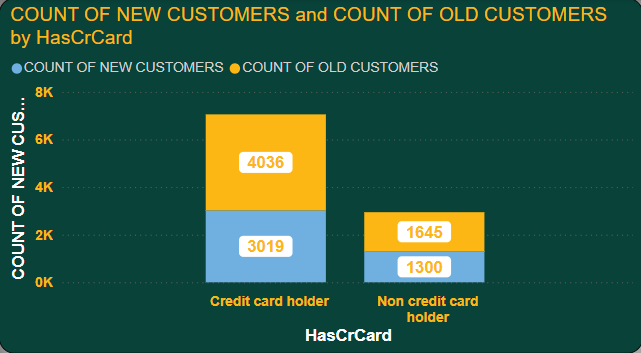 COUNT OF NEW CUSTOMERS and COUNT OF OLD CUSTOMERS
by HasCrCard
COUNT OF NEW CUSTOMERS COUNT OF OLD CUSTOMERS
COUNT OF NEW CUS...
8K
6K
4K
2K
0K
4036
3019
1645
1300
Credit card holder
Non credit card
holder
HasCrCard